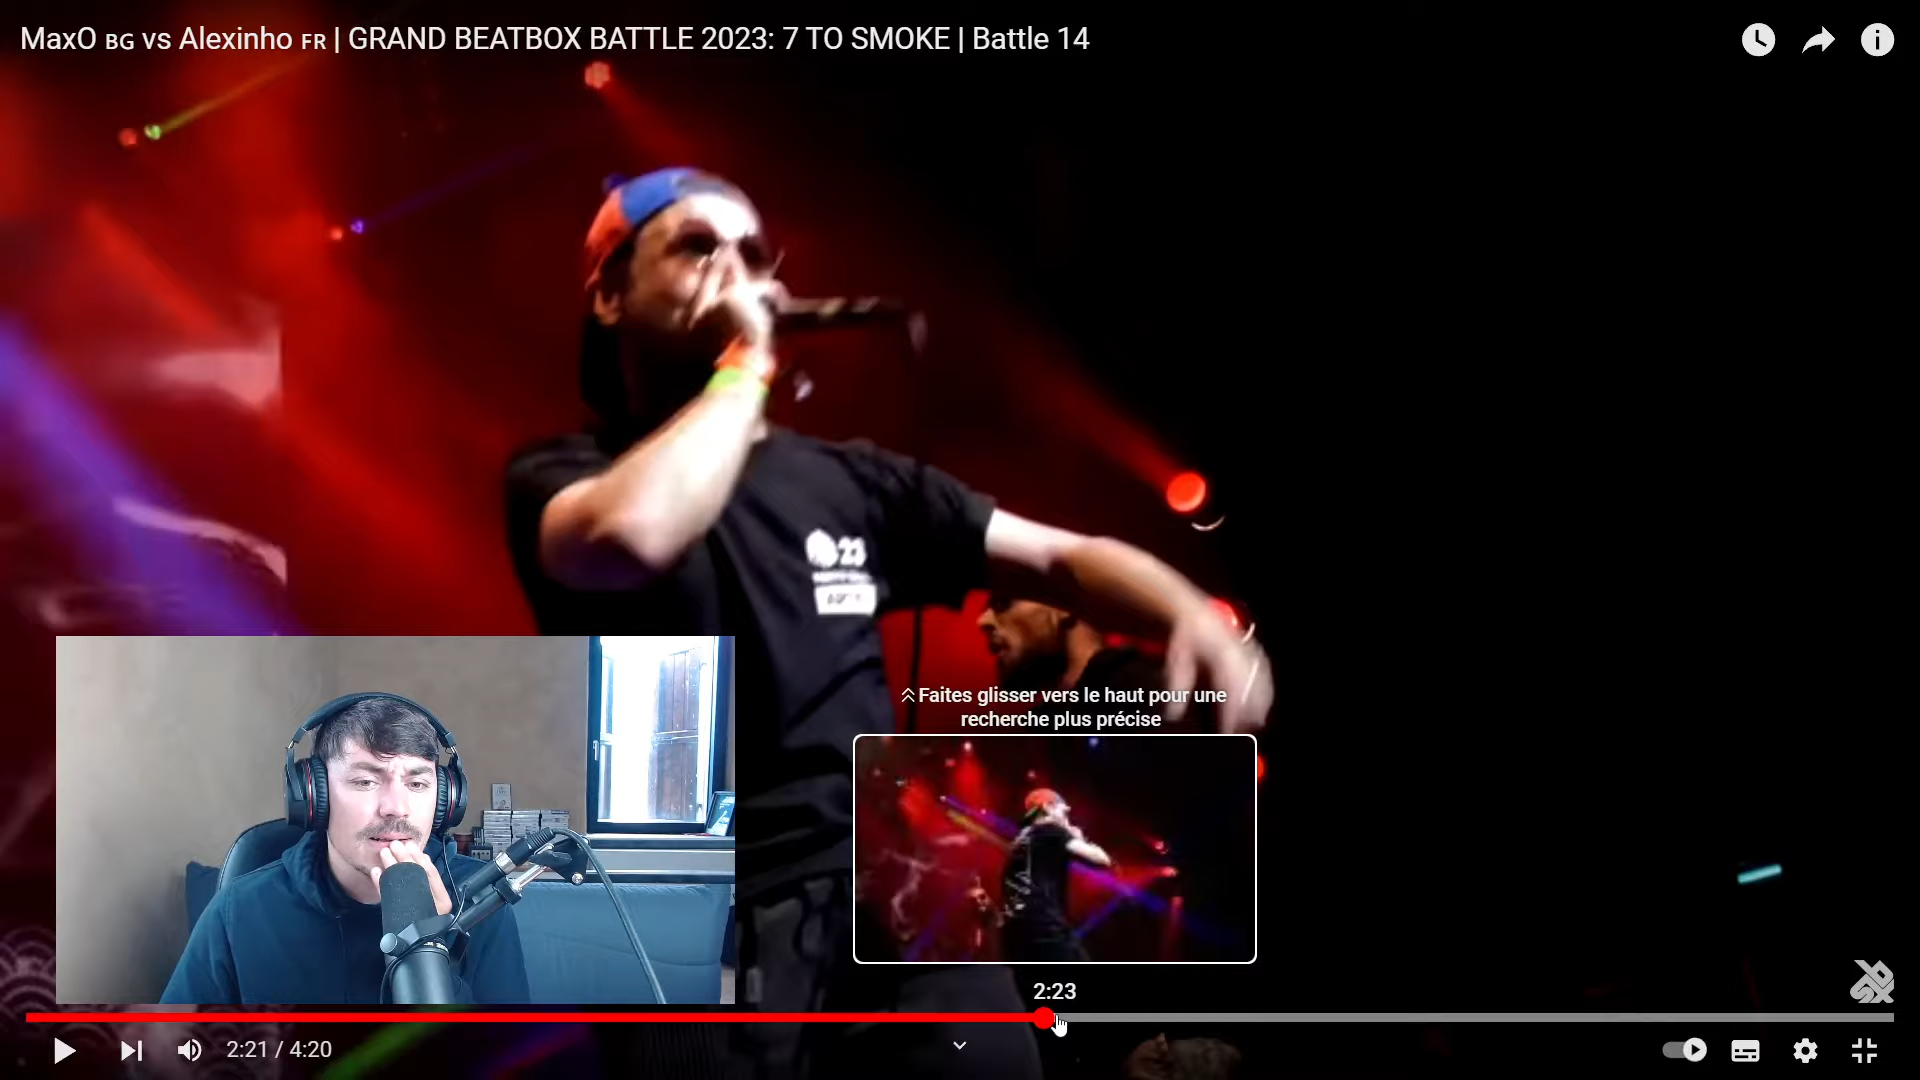 MaxO BG vs Alexinho FR | GRAND BEATBOX BATTLE 2023: 7 TO SMOKE | Battle 14
23
Faites glisser vers le haut pour une
recherche plus précise
2:23
2:21 / 4:20